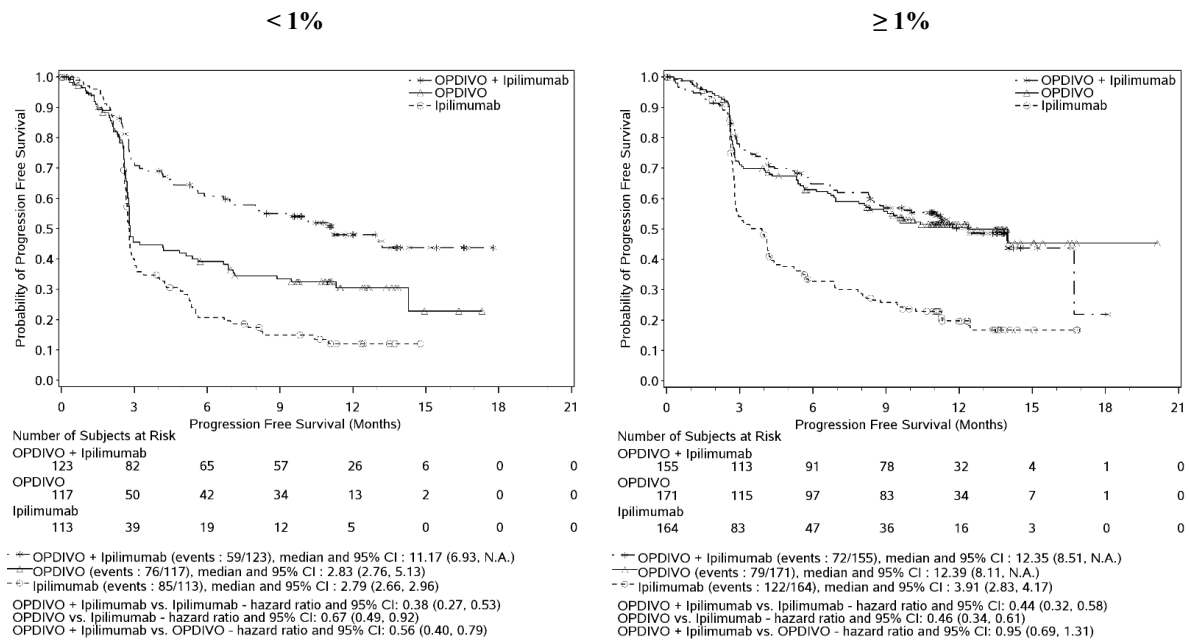 < 1%
1.0
0.9
0.8
0.7
0.6
0.5
0.4
0.3
0.2
0.1
0.0
Probability of Progression Free Survival
OPDIVO + Ipilimumab
OPDIVO
Ipilimumab
0 3 6 9 12 15 18 21
Progression Free Survival (Months)
Number of Subjects at Risk
OPDIVO + Ipilimumab
123 82 65 57 26 6 0 0
OPDIVO
117 50 42 34 13 2 0 0
Ipilimumab
113 39 19 12 5 0 0 0
OPDIVO + Ipilimumab (events : 59/123), median and 95% CI : 11.17 (6.93, N.A.)
OPDIVO (events : 76/117), median and 95% CI : 2.83 (2.76, 5.13)
Ipilimumab (events : 85/113), median and 95% CI : 2.79 (2.66, 2.96)
OPDIVO + Ipilimumab vs. Ipilimumab - hazard ratio and 95% CI: 0.38 (0.27, 0.53)
OPDIVO vs. Ipilimumab - hazard ratio and 95% CI: 0.67 (0.49, 0.92)
OPDIVO + Ipilimumab vs. OPDIVO - hazard ratio and 95% CI: 0.56 (0.40, 0.79)
≥ 1%
1.0
0.9
0.8
0.7
0.6
0.5
0.4
0.3
0.2
0.1
0.0
Probability of Progression Free Survival
OPDIVO + Ipilimumab
OPDIVO
Ipilimumab
0 3 6 9 12 15 18 21
Progression Free Survival (Months)
Number of Subjects at Risk
OPDIVO + Ipilimumab
155 113 91 78 32 4 1 0
OPDIVO
171 115 97 83 34 7 1 0
Ipilimumab
164 83 47 36 16 3 0 0
OPDIVO + Ipilimumab (events : 72/155), median and 95% CI : 12.35 (8.51, N.A.)
OPDIVO (events : 79/171), median and 95% CI : 12.39 (8.11, N.A.)
Ipilimumab (events : 122/164), median and 95% CI : 3.91 (2.83, 4.17)
OPDIVO + Ipilimumab vs. Ipilimumab - hazard ratio and 95% CI: 0.44 (0.32, 0.58)
OPDIVO vs. Ipilimumab - hazard ratio and 95% CI: 0.46 (0.34, 0.61)
OPDIVO + Ipilimumab vs. OPDIVO - hazard ratio and 95% CI: 0.95 (0.69, 1.31)